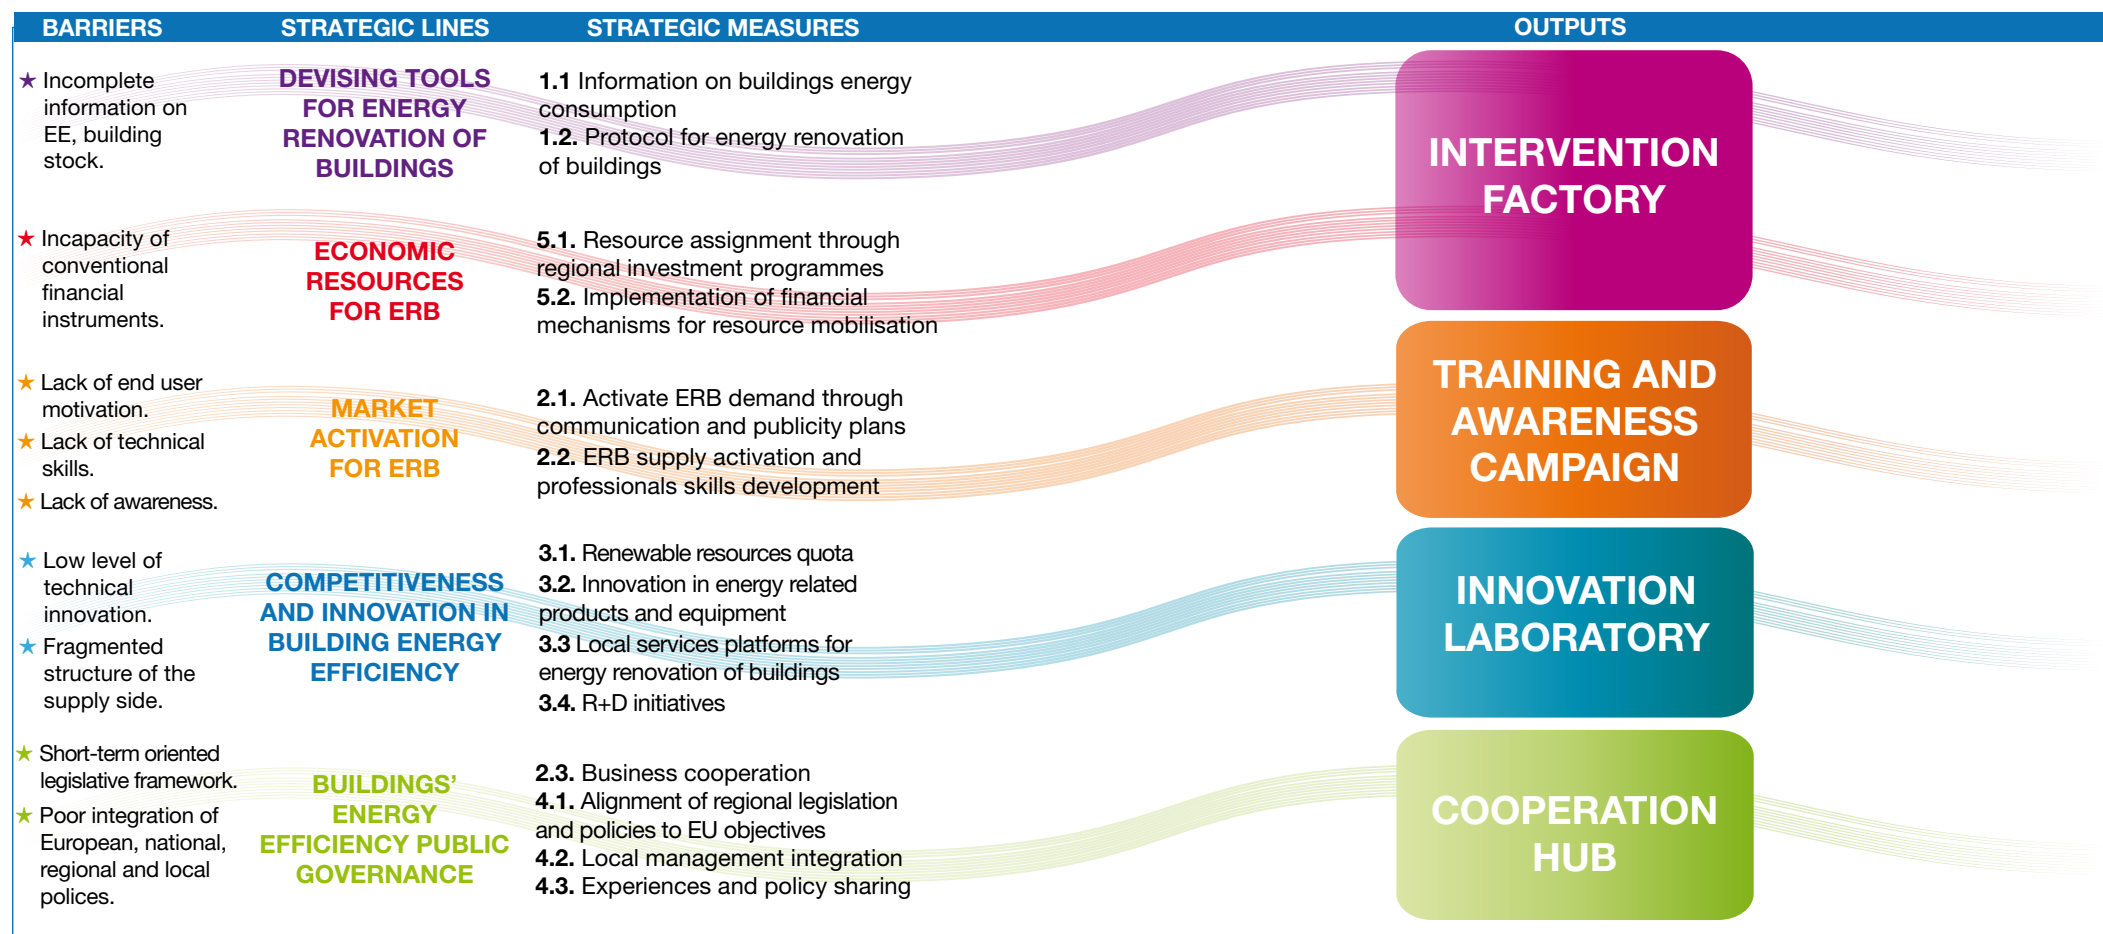 BARRIERS
STRATEGIC LINES
STRATEGIC MEASURES
OUTPUTS
★ Incomplete
information on
EE, building
stock.
DEVISING TOOLS
FOR ENERGY
RENOVATION OF
BUILDINGS
1.1 Information on buildings energy
consumption
1.2. Protocol for energy renovation
of buildings
INTERVENTION
FACTORY
★ Incapacity of
conventional
financial
instruments.
ECONOMIC
RESOURCES
FOR ERB
5.1. Resource assignment through
regional investment programmes
5.2. Implementation of financial
mechanisms for resource mobilisation
★ Lack of end user
motivation.
★ Lack of technical
skills.
★ Lack of awareness.
MARKET
ACTIVATION
FOR ERB
2.1. Activate ERB demand through
communication and publicity plans
2.2. ERB supply activation and
professionals skills development
TRAINING AND
AWARENESS
CAMPAIGN
★ Low level of
technical
innovation.
★ Fragmented
structure of the
supply side.
COMPETITIVENESS
AND INNOVATION IN
BUILDING ENERGY
EFFICIENCY
3.1. Renewable resources quota
3.2. Innovation in energy related
products and equipment
3.3 Local services platforms for
energy renovation of buildings
3.4. R+D initiatives
INNOVATION
LABORATORY
★ Short-term oriented
legislative framework.
★ Poor integration of
European, national,
regional and local
polices.
BUILDINGS’
ENERGY
EFFICIENCY PUBLIC
GOVERNANCE
2.3. Business cooperation
4.1. Alignment of regional legislation
and policies to EU objectives
4.2. Local management integration
4.3. Experiences and policy sharing
COOPERATION
HUB